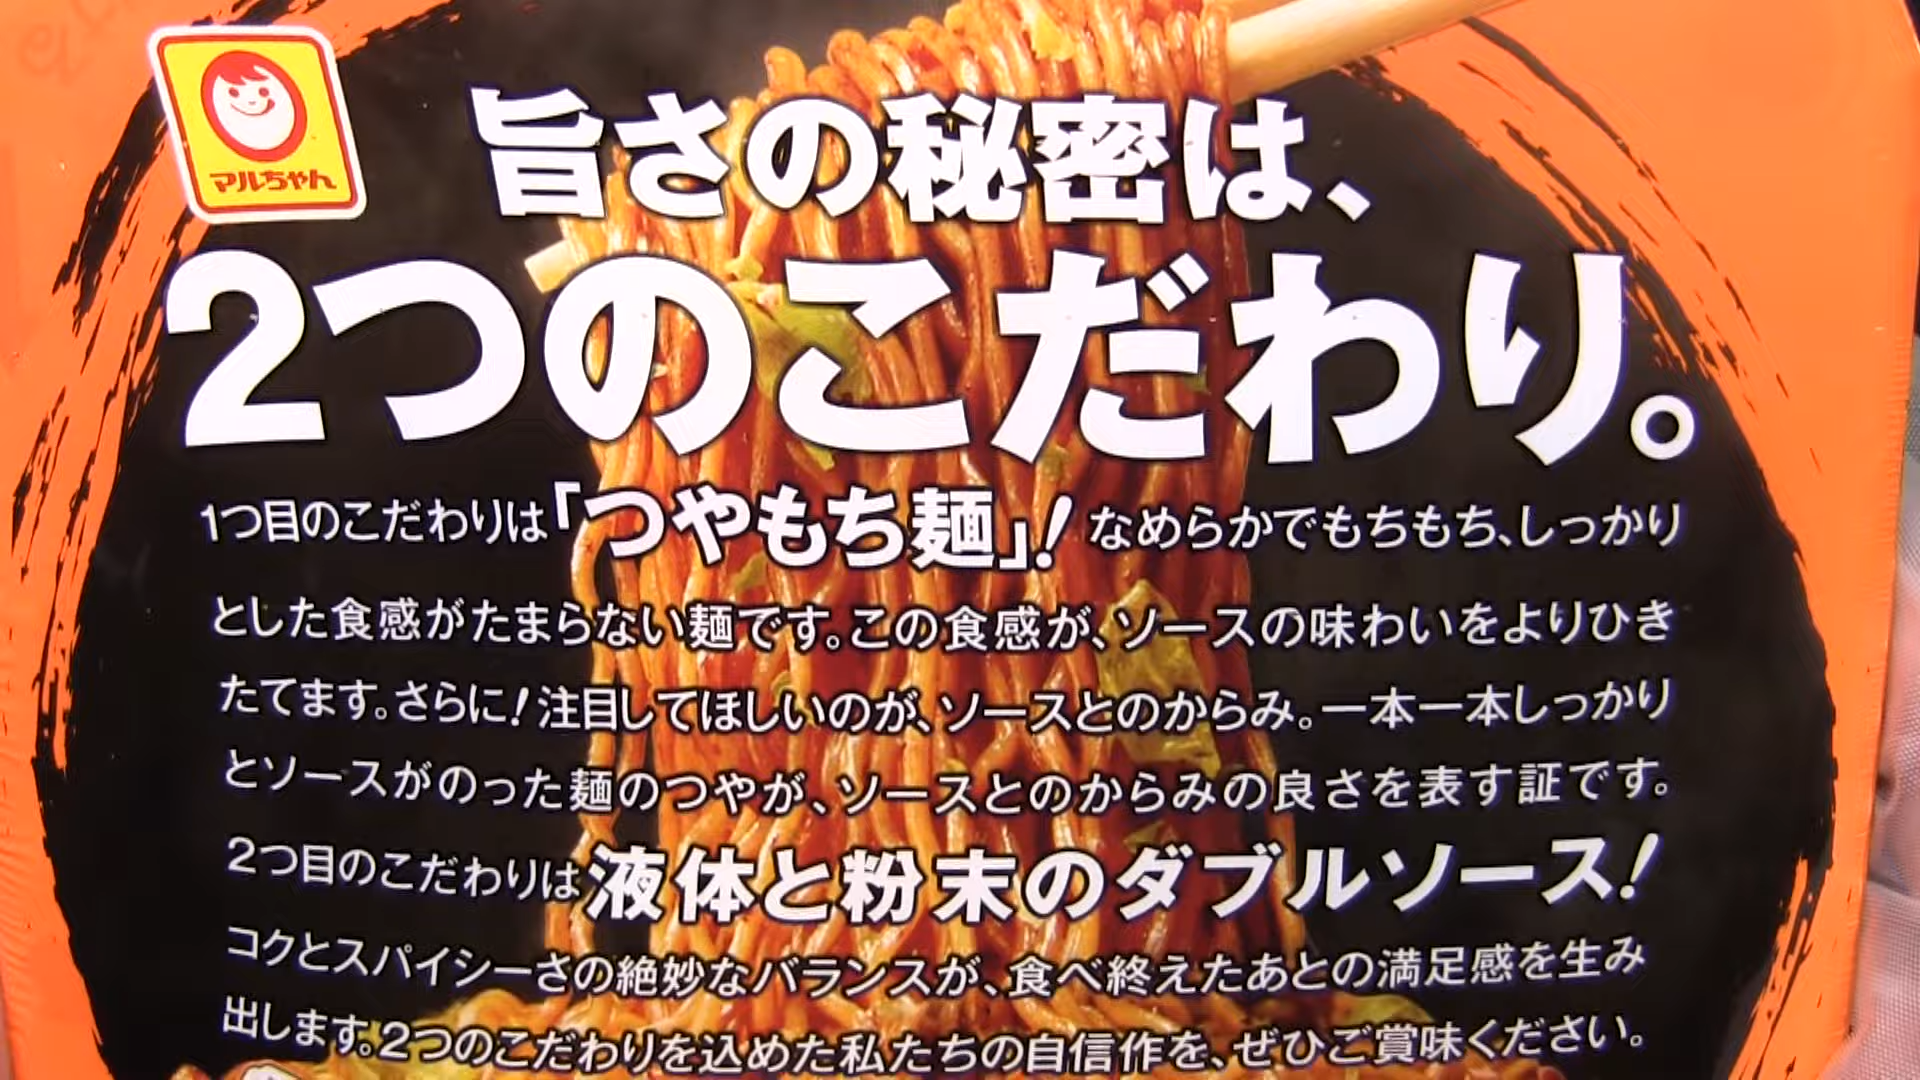 マルちゃん
旨さの秘密は、
2つのこだわり。
1つ目のこだわりは「つやもち麺」！なめらかでもちもち、しっかり
とした食感がたまらない麺です。この食感が、ソースの味わいをよりひき
たてます。さらに！注目してほしいのが、ソースとのからみ。一本一本しっかり
とソースがのった麺のつやが、ソースとのからみの良さを表す証です。
2つ目のこだわりは液体と粉末のダブルソース！
コクとスパイシーさの絶妙なバランスが、食べ終えたあとの満足感を生み
出します。2つのこだわりを込めた私たちの自信作を、ぜひご賞味ください。